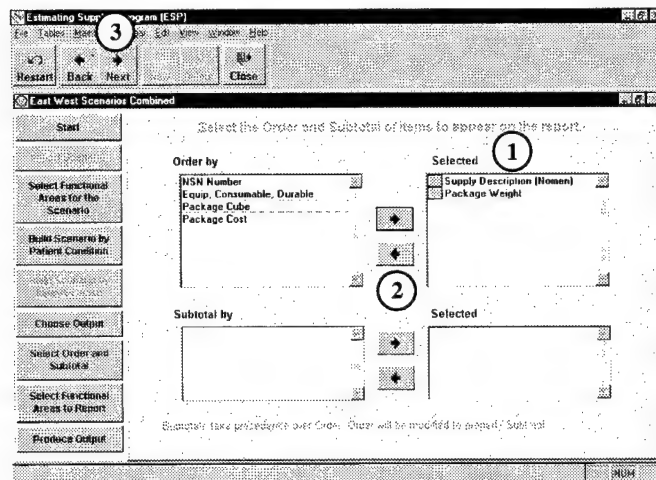 Estimating Supp
gram (ESP)
3
File Tables
Edit View Window Help
Restart Back Next Close
East West Scenarios Combined
Start
Select the Order and Subtotal of items to appear on the report.
1
Order by Selected
NSN Number
Equip, Consumable, Durable
Package Cube
Package Cost
Supply Description (Nomen)
Package Weight
Select Functional
Areas for the
Scenario
Build Scenario by
Patient Condition
2
Subtotal by Selected
Choose Output
Select Order and
Subtotal
Select Functional
Areas to Report
Produce Output
Subtotals take precedence over Order. Order will be modified to properly Subtotal
NUM